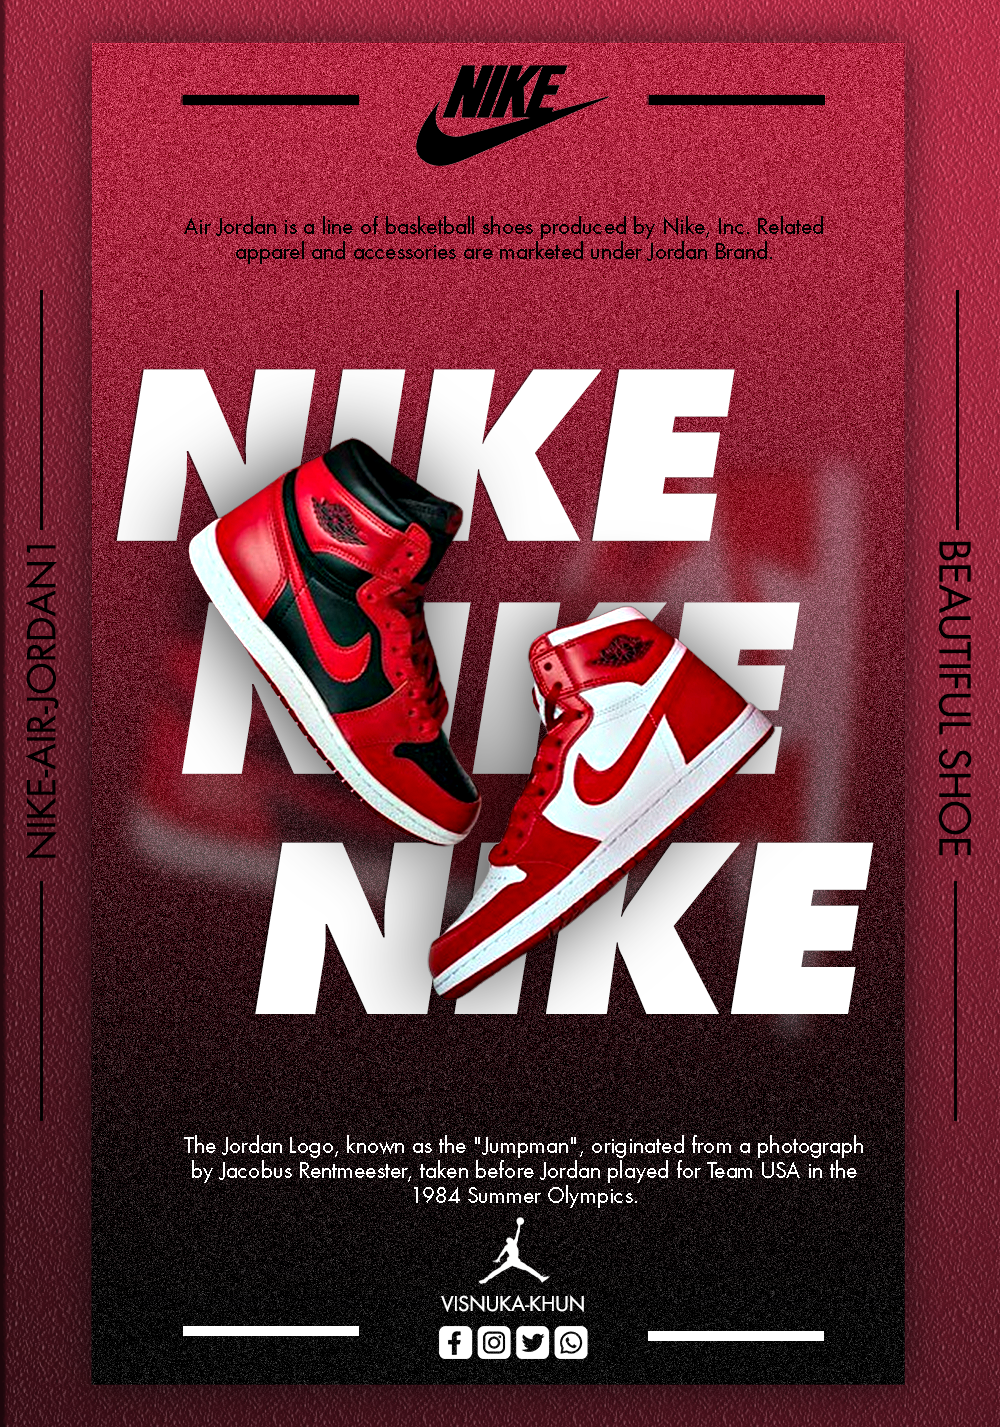 NIKE
Air Jordan is a line of basketball shoes produced by Nike, Inc. Related
apparel and accessories are marketed under Jordan Brand.
NIKE
NIKE
NIKE
NIKE-AIR-JORDAN1
BEAUTIFUL SHOE
The Jordan Logo, known as the "Jumpman", originated from a photograph
by Jacobus Rentmeester, taken before Jordan played for Team USA in the
1984 Summer Olympics.
VISNUKA-KHUN